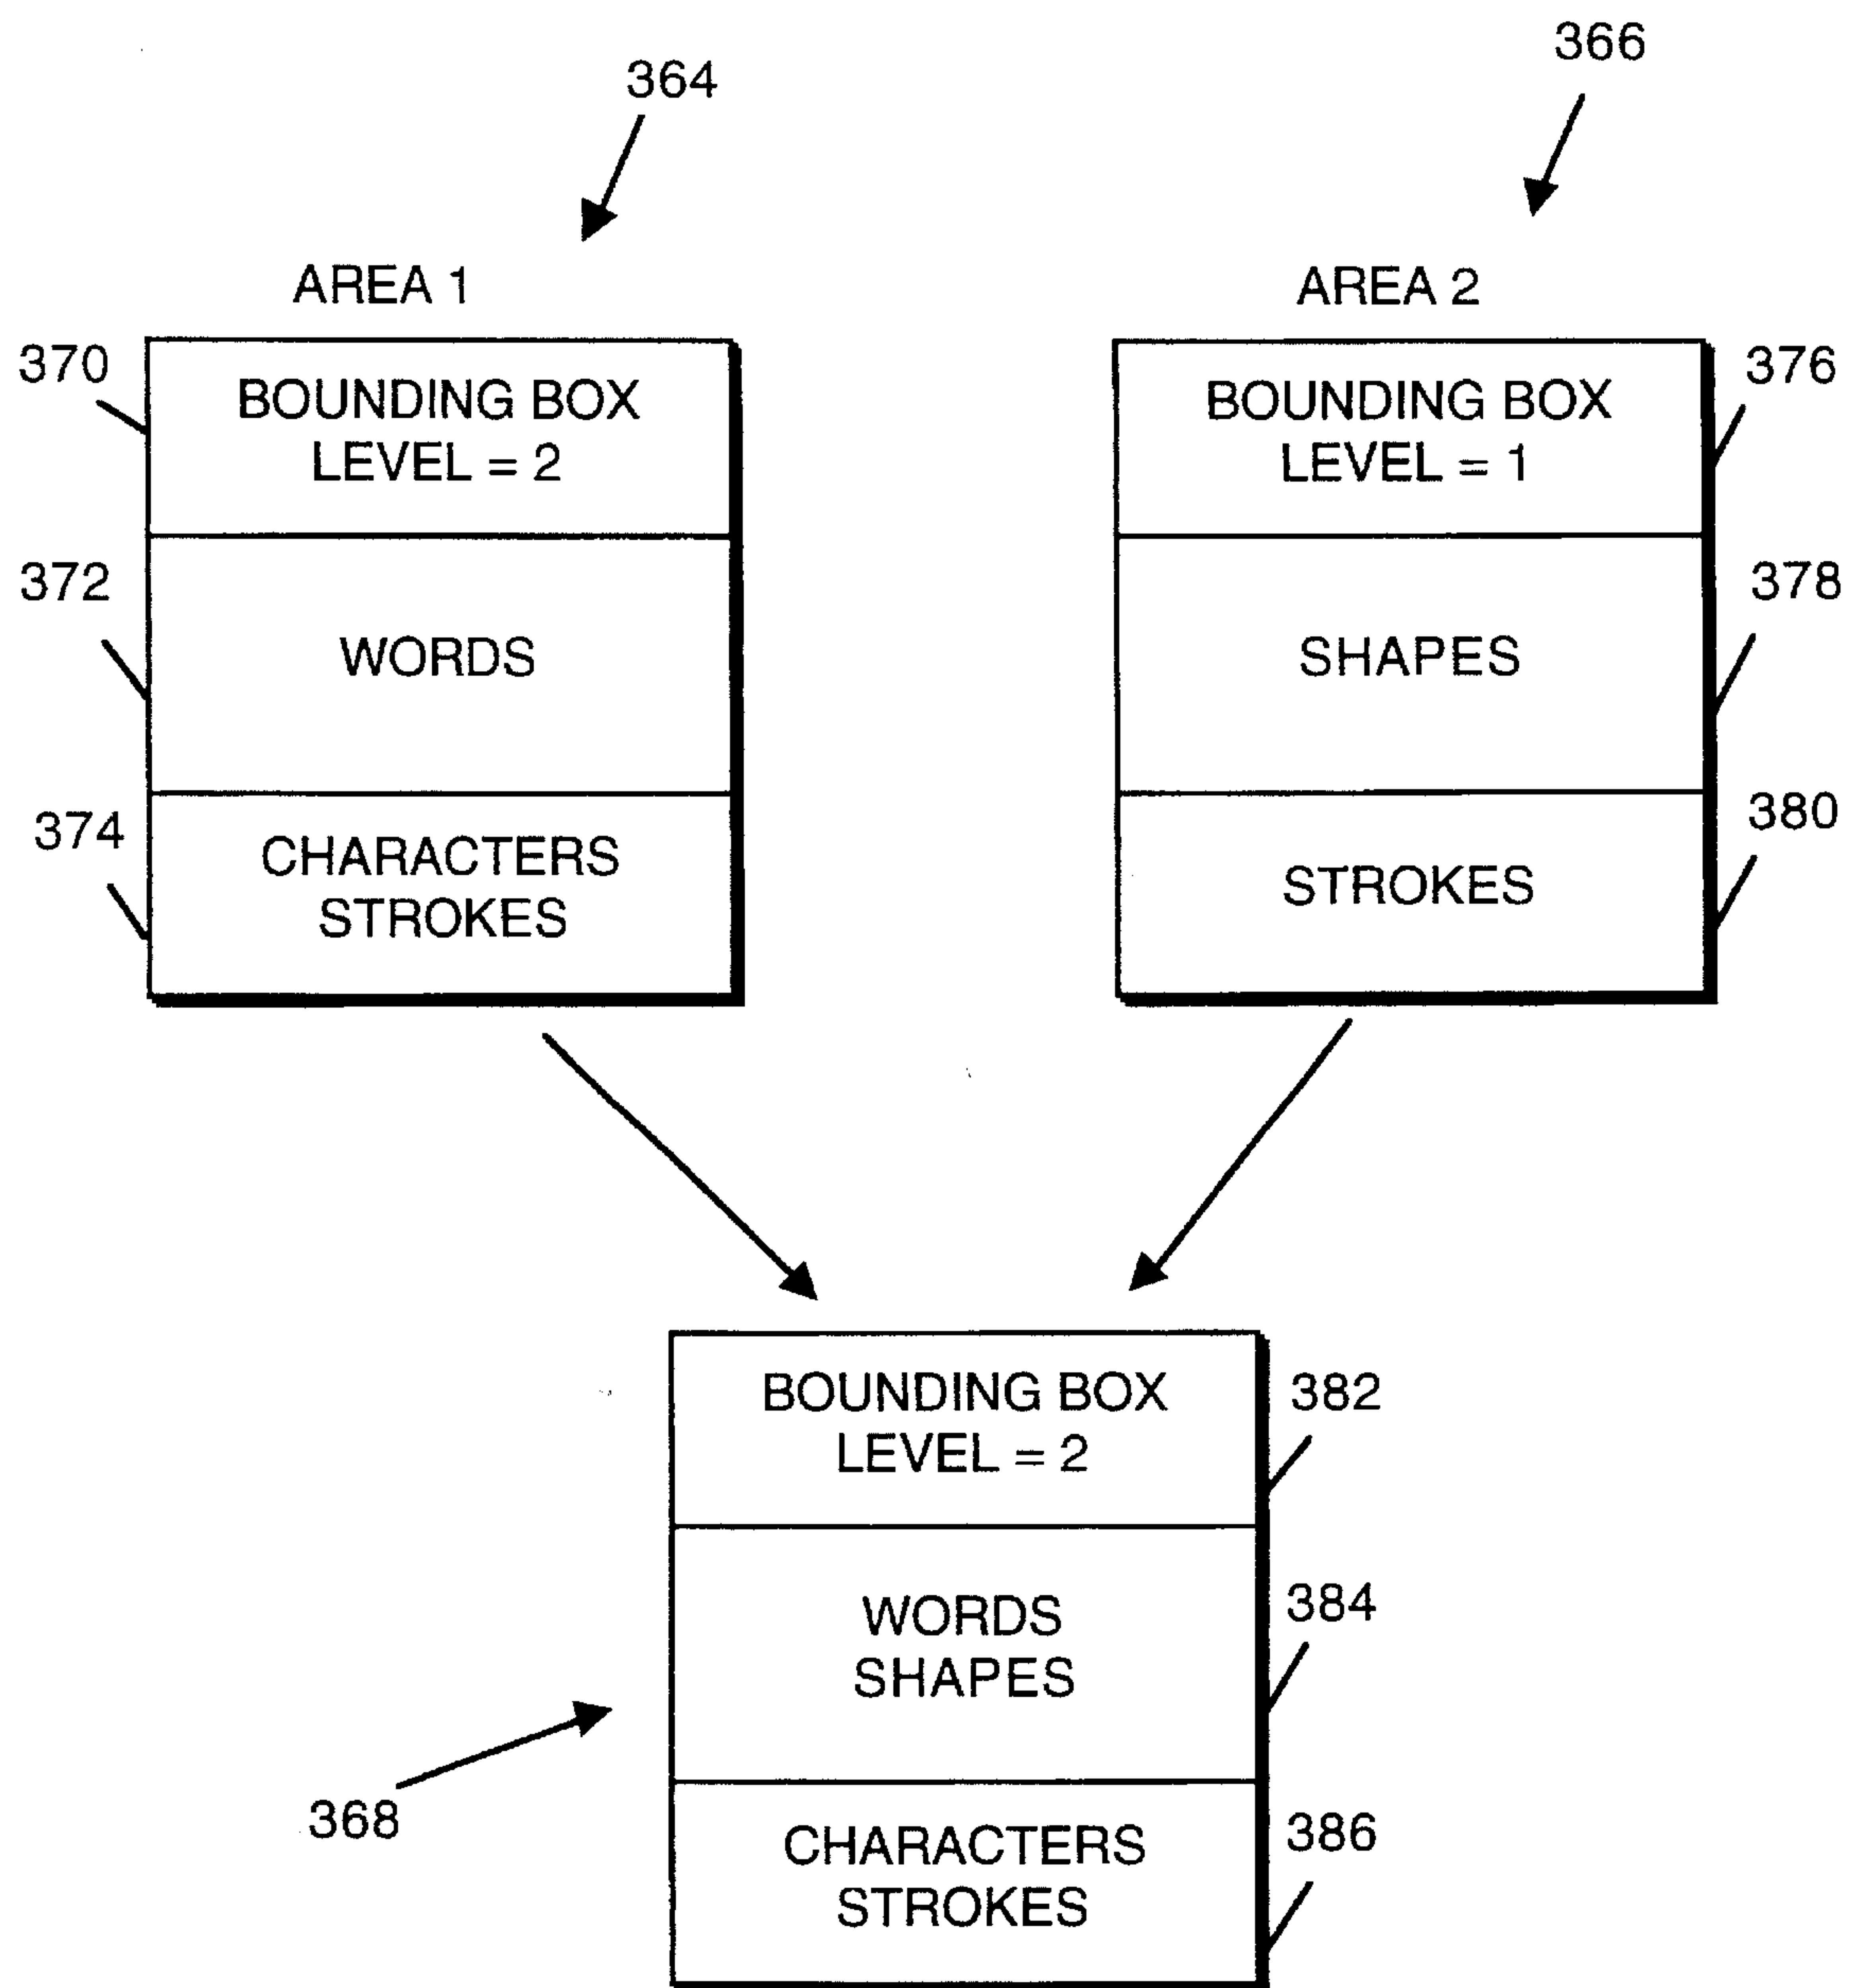 366
364
AREA 1
AREA 2
370
BOUNDING BOX
LEVEL = 2
BOUNDING BOX
LEVEL = 1
376
372
WORDS
SHAPES
378
374
CHARACTERS
STROKES
STROKES
380
BOUNDING BOX
LEVEL = 2
382
WORDS
SHAPES
384
368
CHARACTERS
STROKES
386